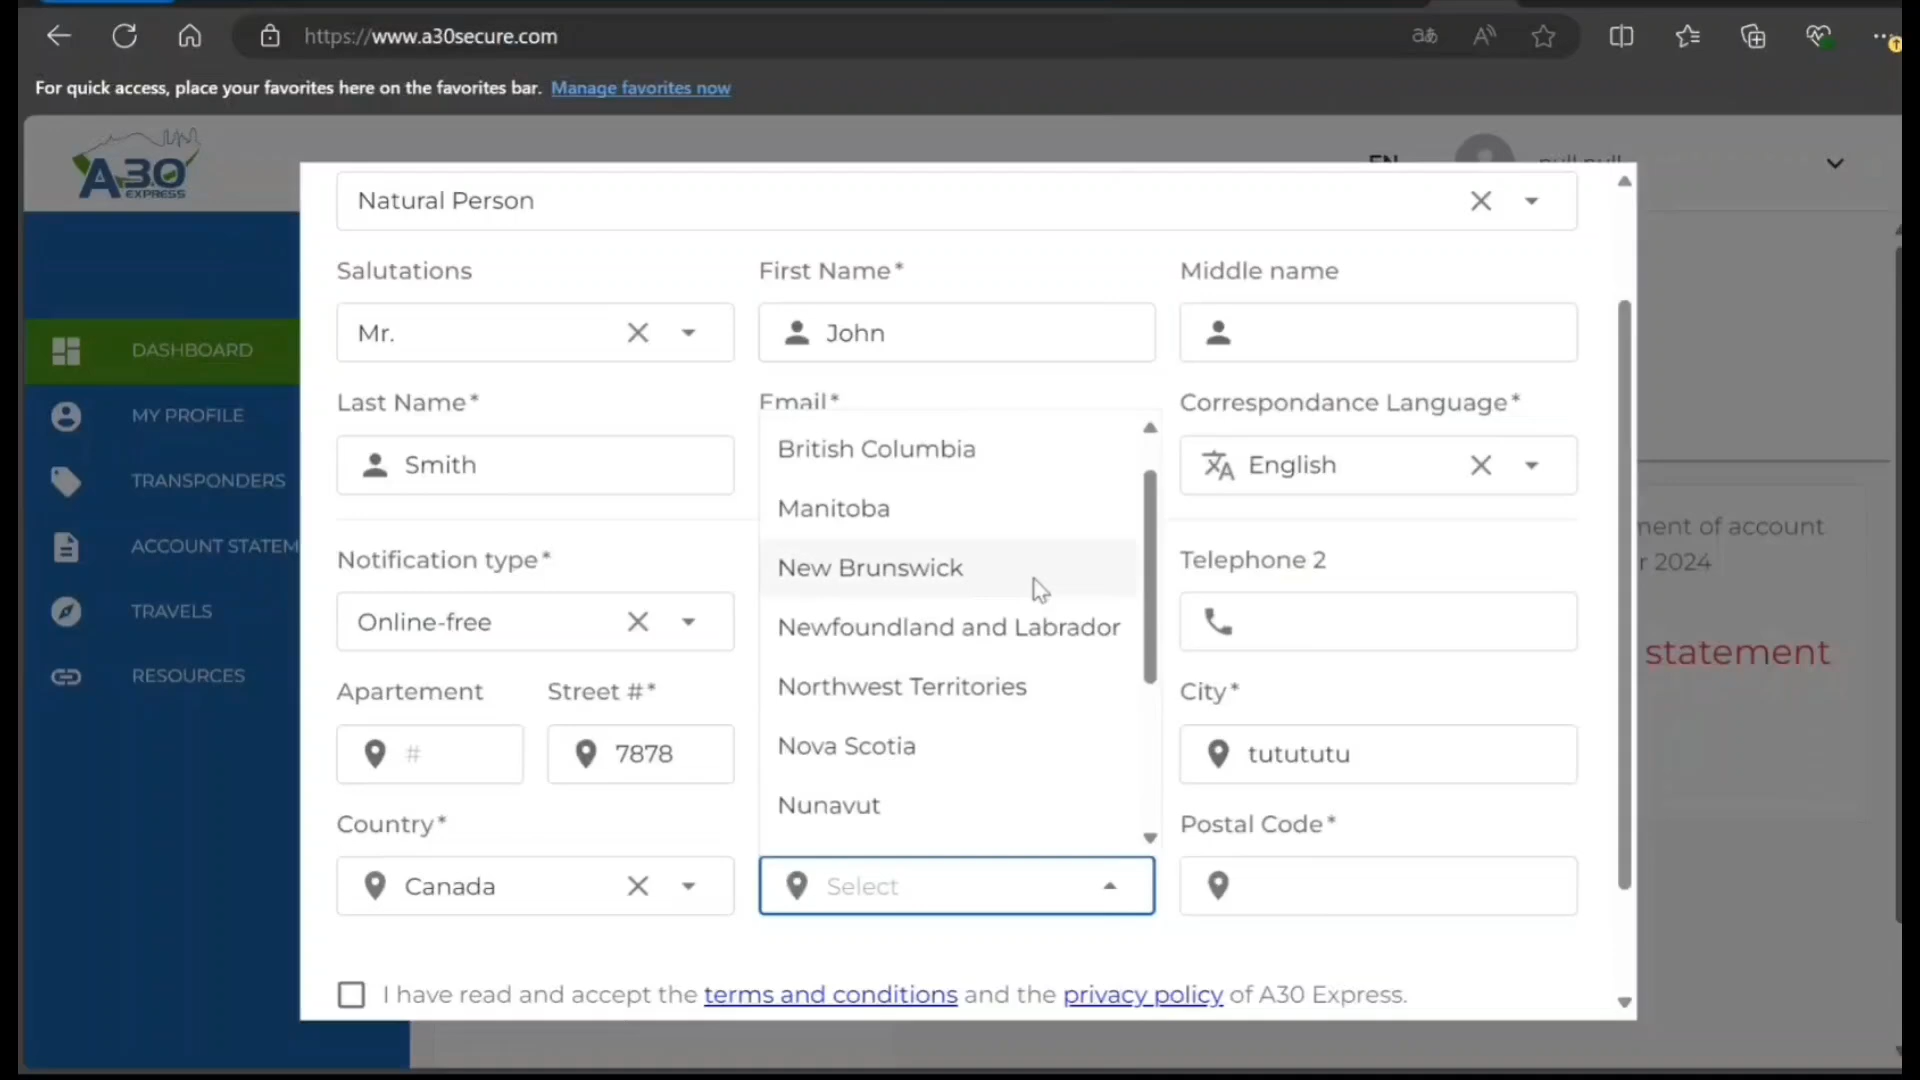 https://www.a30secure.com
For quick access, place your favorites here on the favorites bar. Manage favorites now
A30
EXPRESS
EN
null null
Natural Person
Salutations
First Name*
Middle name
Mr.
John
DASHBOARD
Last Name*
Email*
Correspondance Language*
MY PROFILE
British Columbia
Smith
English
TRANSPONDERS
Manitoba
ment of account
ACCOUNT STATEM
Notification type*
New Brunswick
Telephone 2
r 2024
TRAVELS
Online-free
Newfoundland and Labrador
statement
RESOURCES
Apartement
Street #*
Northwest Territories
City*
#
7878
Nova Scotia
tutututu
Country*
Nunavut
Postal Code*
Canada
Select
I have read and accept the terms and conditions and the privacy policy of A30 Express.